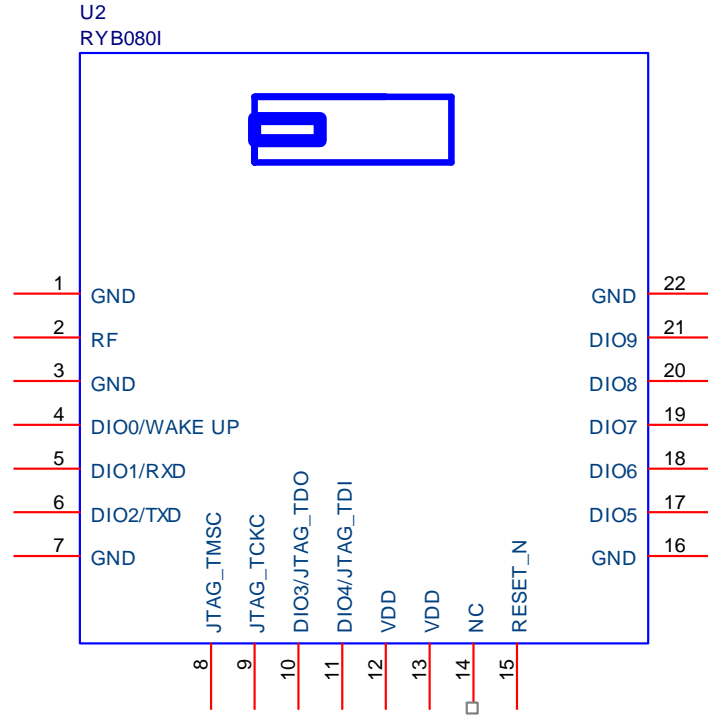 U2
RYB080I
1 GND
2 RF
3 GND
4 DIO0/WAKE UP
5 DIO1/RXD
6 DIO2/TXD
7 GND
8 JTAG_TMSC
9 JTAG_TCKC
10 DIO3/JTAG_TDO
11 DIO4/JTAG_TDI
12 VDD
13 VDD
14 NC
15 RESET_N
GND 22
DIO9 21
DIO8 20
DIO7 19
DIO6 18
DIO5 17
GND 16